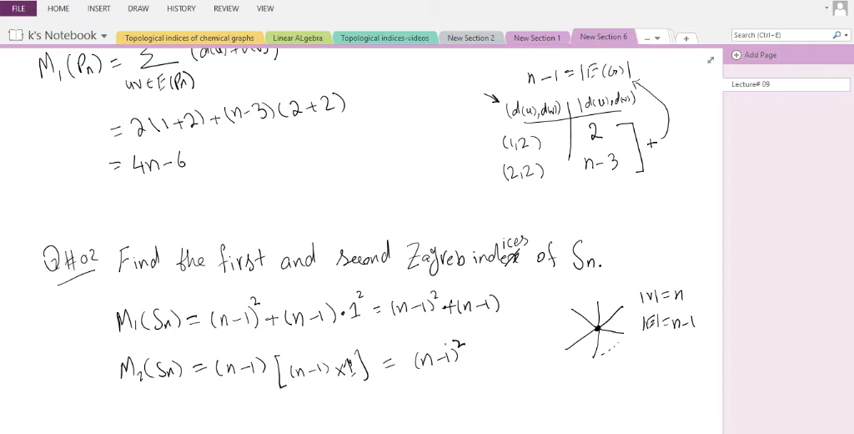 FILE HOME INSERT DRAW HISTORY REVIEW VIEW
k's Notebook Topological indices of chemical graphs Linear ALgebra Topological indices-videos New Section 2 New Section 1 New Section 6 Search (Ctrl+E)
Add Page
Lecture# 09
M₁(Pn) = Σ (d(u)+d(v))
uv∈E(Pn)
= 2(1+2)+(n-3)(2+2)
= 4n-6
n-1 = |E(G)|
(d(u),d(v)) | |d(u),d(v)|
(1,2) 2
(2,2) n-3
+
Q#02 Find the first and second Zagreb indices of Sn.
M₁(Sn) = (n-1)² + (n-1)·1² = (n-1)² + (n-1)
|V| = n
|E| = n-1
M₂(Sn) = (n-1) [(n-1) × 1] = (n-1)²